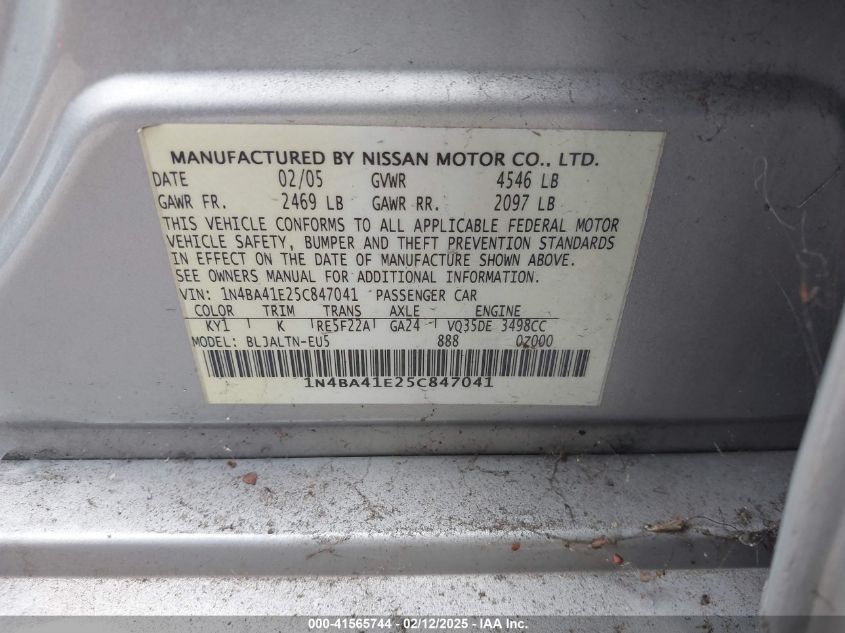 MANUFACTURED BY NISSAN MOTOR CO., LTD.
DATE 02/05 GVWR 4546 LB
GAWR FR. 2469 LB GAWR RR. 2097 LB
THIS VEHICLE CONFORMS TO ALL APPLICABLE FEDERAL MOTOR
VEHICLE SAFETY, BUMPER AND THEFT PREVENTION STANDARDS
IN EFFECT ON THE DATE OF MANUFACTURE SHOWN ABOVE.
SEE OWNERS MANUAL FOR ADDITIONAL INFORMATION.
VIN: 1N4BA41E25C847041 PASSENGER CAR
COLOR TRIM TRANS AXLE ENGINE
KY1 K RE5F22A GA24 VQ35DE 3498CC
MODEL: BLJALTN-EU5 888 0Z000
1N4BA41E25C847041
000-41565744 - 02/12/2025 - IAA, Inc.